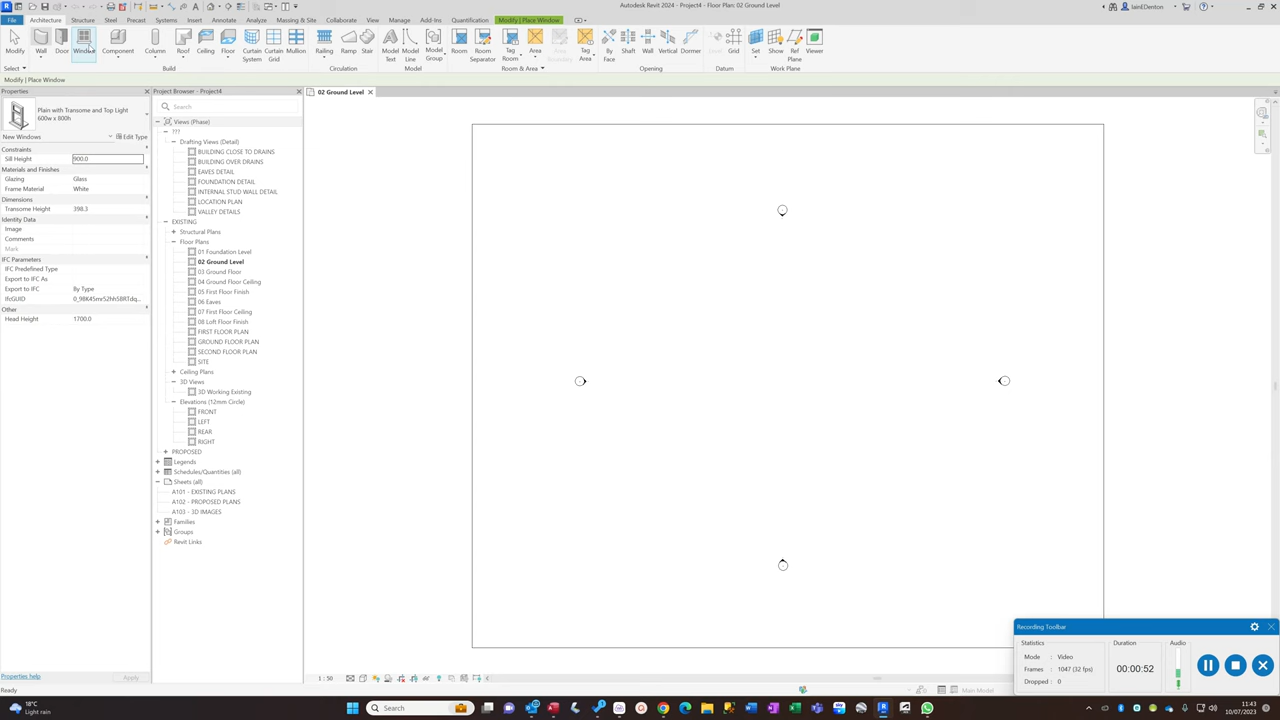 Autodesk Revit 2024 - Project4 - Floor Plan: 02 Ground Level
IainEDenton
File Architecture Structure Steel Precast Systems Insert Annotate Analyze Massing & Site Collaborate View Manage Add-Ins Quantification Modify | Place Window
Modify Wall Door Window Component Column Roof Ceiling Floor Curtain System Curtain Grid Mullion Railing Ramp Stair Model Text Model Line Model Group Room Room Separator Tag Room Area Area Boundary Tag Area By Face Shaft Wall Vertical Dormer Level Grid Set Show Ref Plane Viewer
Select Build Circulation Model Room & Area Opening Datum Work Plane
Modify | Place Window
Properties
Plain with Transome and Top Light
600w x 800h
New Windows
Edit Type
Constraints
Sill Height 900.0
Materials and Finishes
Glazing Glass
Frame Material White
Dimensions
Transome Height 398.3
Identity Data
Image
Comments
Mark
IFC Parameters
IFC Predefined Type
Export to IFC As
Export to IFC By Type
Other
Head Height 1700.0
Properties help
Apply
Ready
Project Browser - Project4
Search
Views (Phase)
???
Drafting Views (Detail)
BUILDING CLOSE TO DRAINS
BUILDING OVER DRAINS
EAVES DETAIL
FOUNDATION DETAIL
INTERNAL STUD WALL DETAIL
LOCATION PLAN
VALLEY DETAILS
EXISTING
Structural Plans
Floor Plans
01 Foundation Level
02 Ground Level
03 Ground Floor
04 Ground Floor Ceiling
05 First Floor Finish
06 Eaves
07 First Floor Ceiling
08 Loft Floor Finish
FIRST FLOOR PLAN
GROUND FLOOR PLAN
SECOND FLOOR PLAN
SITE
Ceiling Plans
3D Views
3D Working Existing
Elevations (12mm Circle)
FRONT
LEFT
REAR
RIGHT
PROPOSED
Legends
Schedules/Quantities (all)
Sheets (all)
A101 - EXISTING PLANS
A102 - PROPOSED PLANS
A103 - 3D IMAGES
Families
Groups
Revit Links
02 Ground Level
1 : 50
Main Model
Recording Toolbar
Statistics
Mode : Video
Frames : 1047 (32 fps)
Dropped : 0
Duration
00:00:52
Audio
18°C
Light rain
Search
11:43
10/07/2023